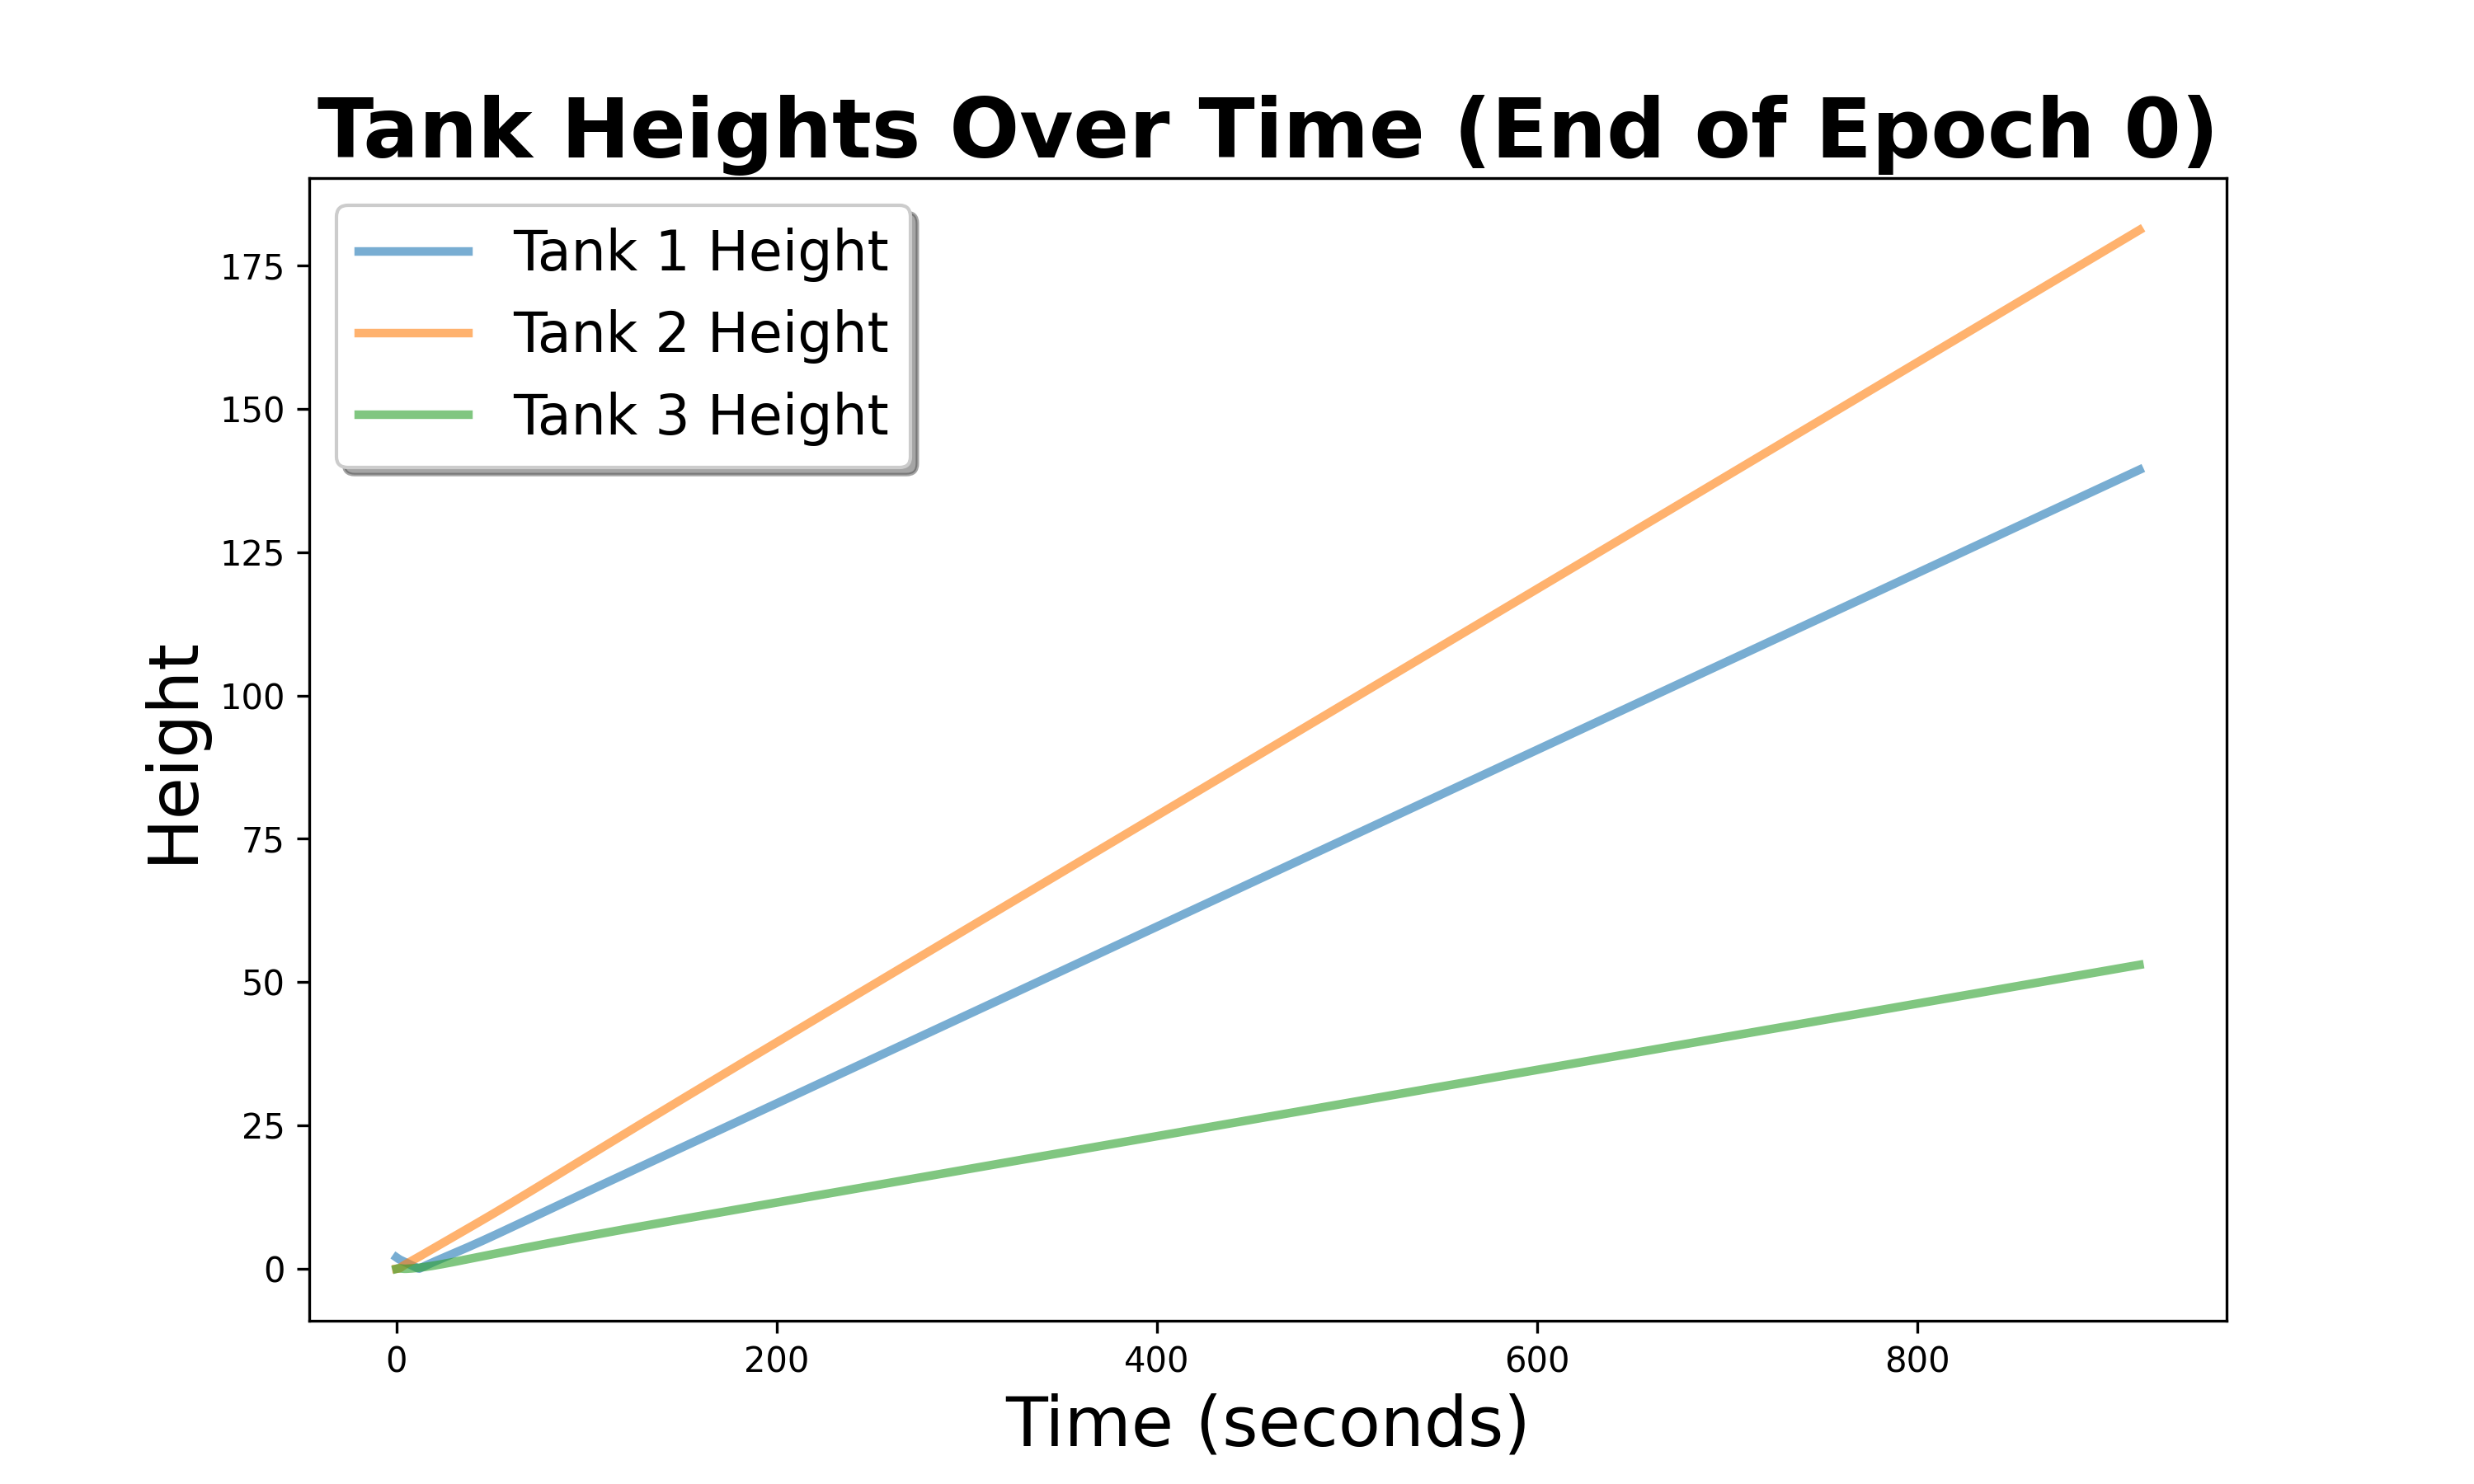 Tank Heights Over Time (End of Epoch 0)
Tank 1 Height
Tank 2 Height
Tank 3 Height
175
150
125
100
75
50
25
0
Height
0 200 400 600 800
Time (seconds)